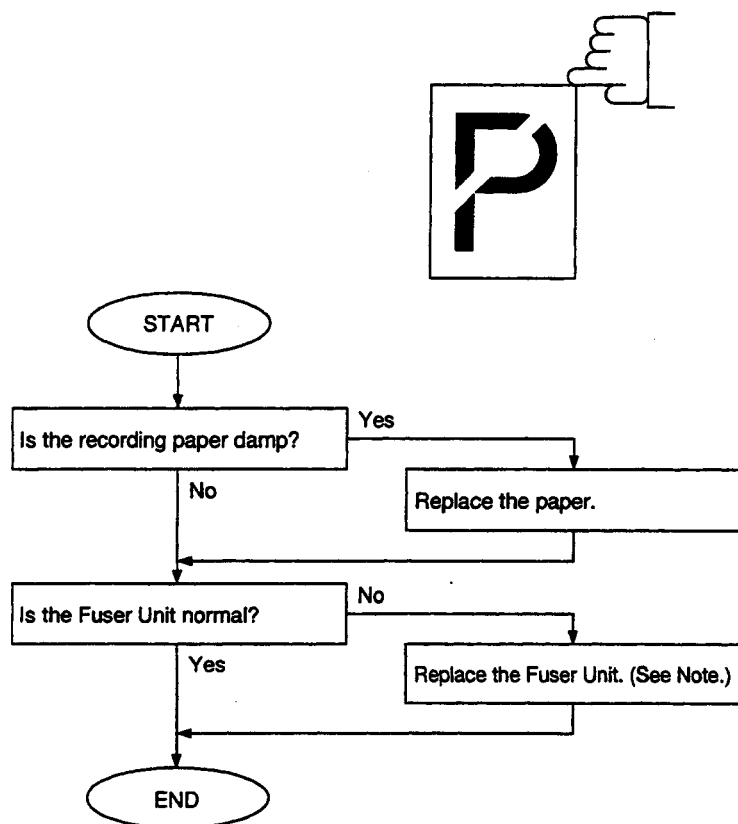 P
START
Is the recording paper damp?
Yes
No
Replace the paper.
Is the Fuser Unit normal?
No
Yes
Replace the Fuser Unit. (See Note.)
END